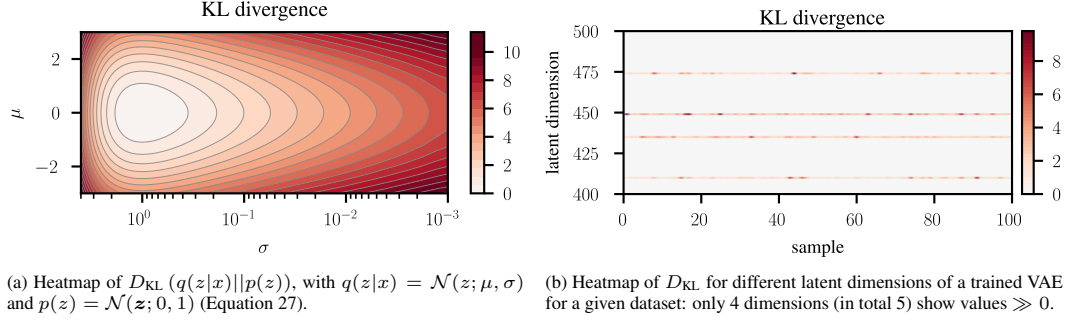 KL divergence
2
0
−2
μ
10⁰
10⁻¹
10⁻²
10⁻³
σ
10
8
6
4
2
0
KL divergence
500
475
450
425
400
latent dimension
0
20
40
60
80
100
sample
8
6
4
2
0
(a) Heatmap of D_KL (q(z|x)||p(z)), with q(z|x) = 𝒩(z; μ, σ)
and p(z) = 𝒩(𝒛; 0, 1) (Equation 27).
(b) Heatmap of D_KL for different latent dimensions of a trained VAE
for a given dataset: only 4 dimensions (in total 5) show values ≫ 0.